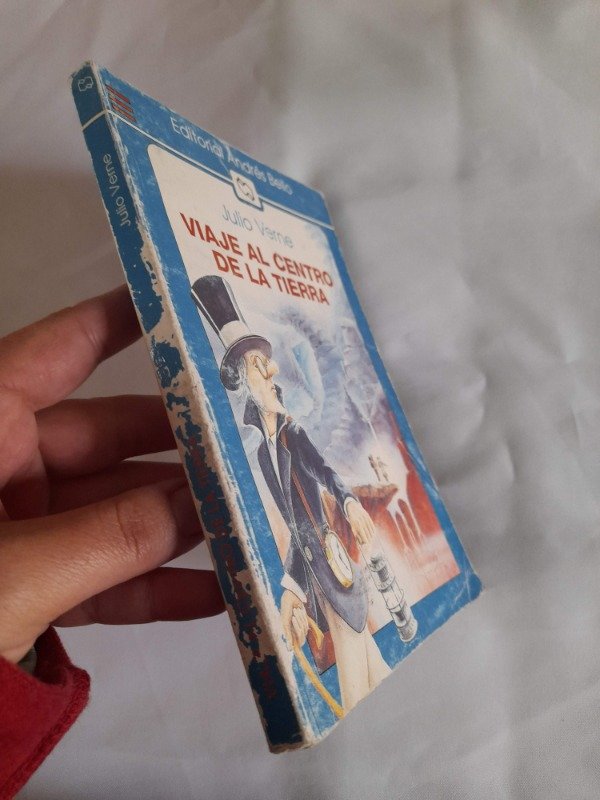 Editorial Andrés Bello
Julio Verne
VIAJE AL CENTRO
DE LA TIERRA
Julio Verne